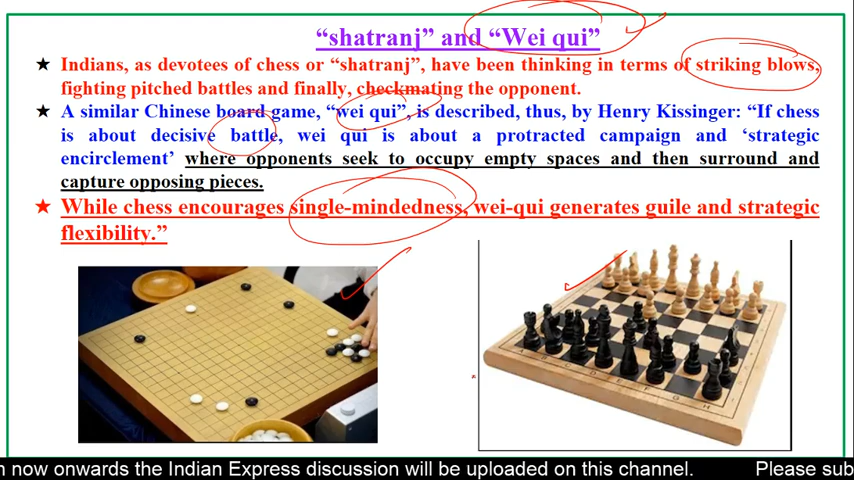 “shatranj” and “Wei qui”
★ Indians, as devotees of chess or “shatranj”, have been thinking in terms of striking blows,
fighting pitched battles and finally, checkmating the opponent.
★ A similar Chinese board game, “wei qui”, is described, thus, by Henry Kissinger: “If chess
is about decisive battle, wei qui is about a protracted campaign and ‘strategic
encirclement’ where opponents seek to occupy empty spaces and then surround and
capture opposing pieces.
★ While chess encourages single-mindedness, wei-qui generates guile and strategic
flexibility.”
A B C D E F G H
n now onwards the Indian Express discussion will be uploaded on this channel. Please sub